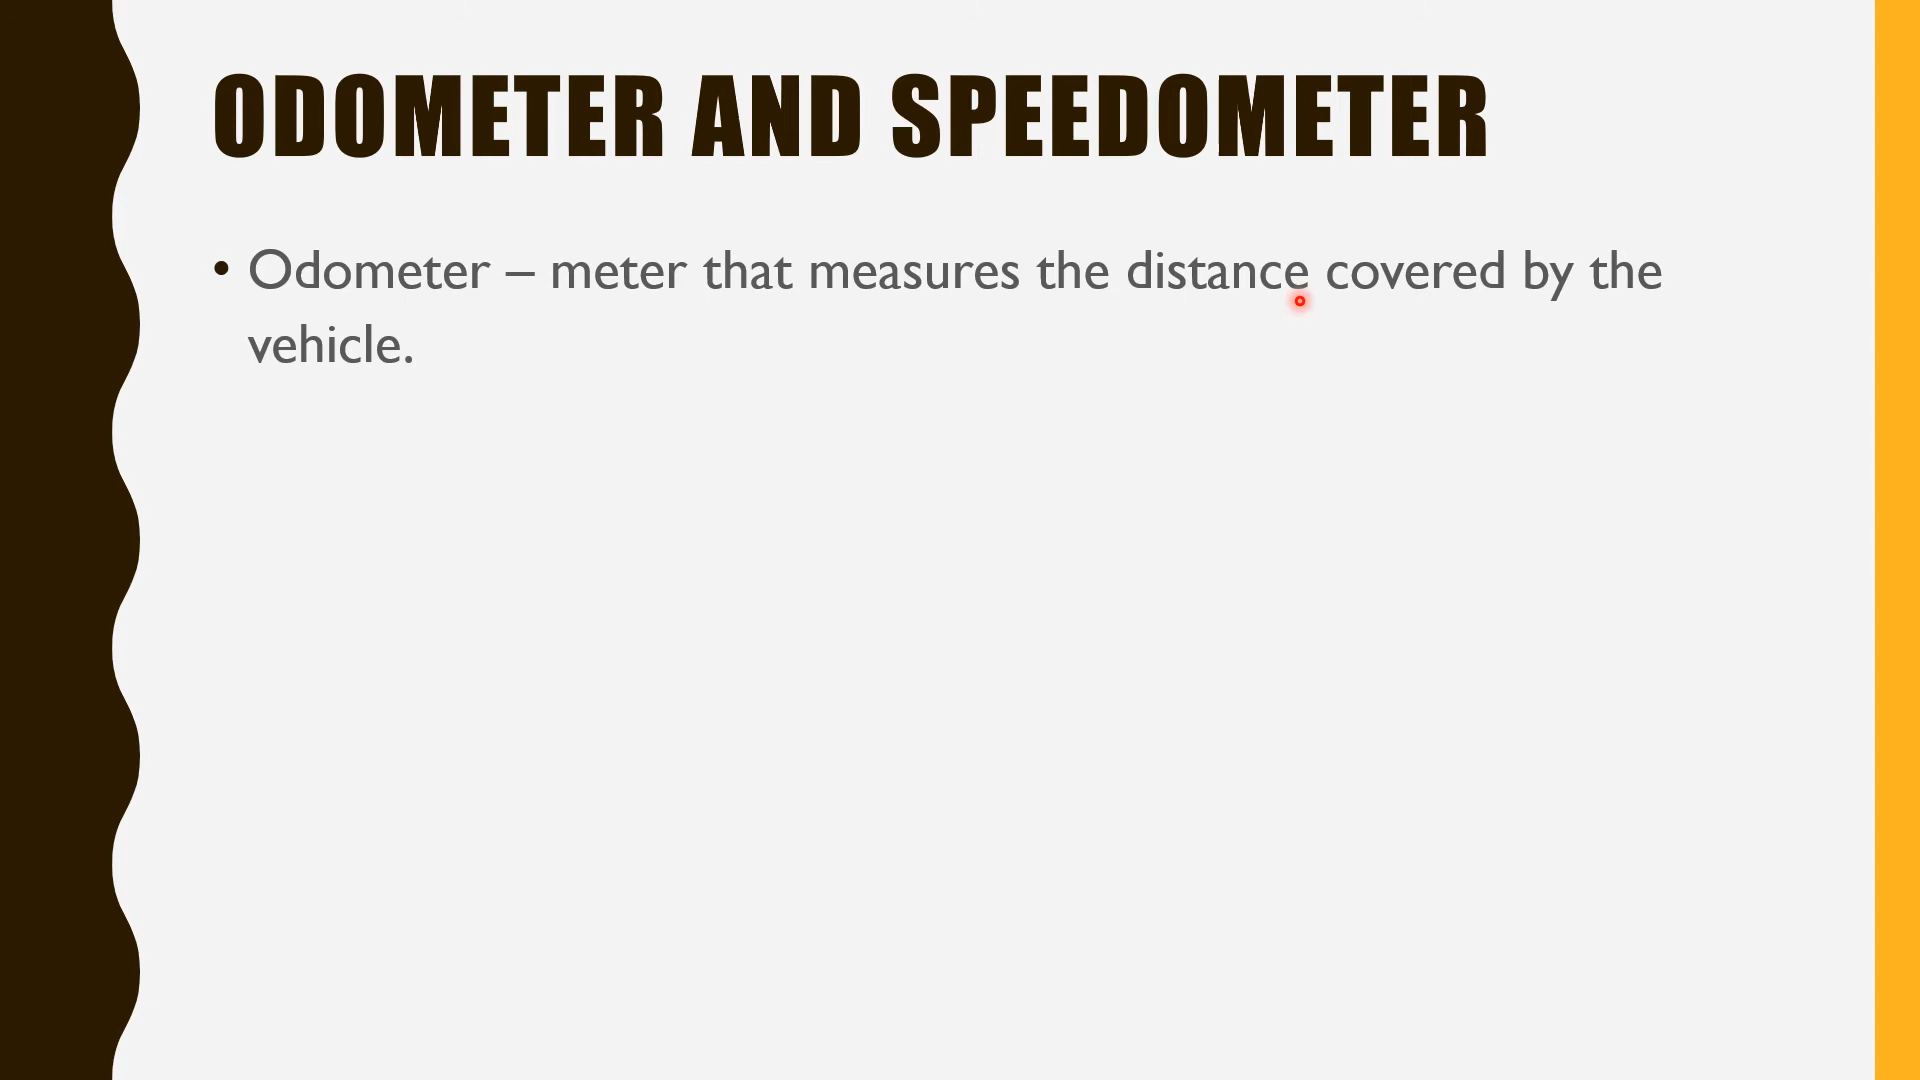 ODOMETER AND SPEEDOMETER
• Odometer – meter that measures the distance covered by the
vehicle.